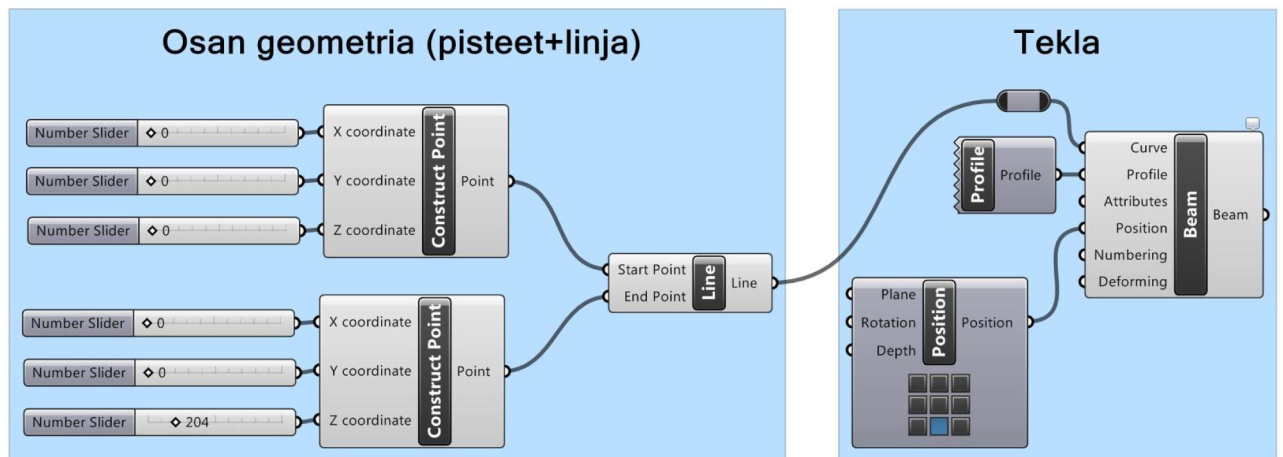 Osan geometria (pisteet+linja)
Number Slider 0
Number Slider 0
Number Slider 0
X coordinate
Y coordinate
Z coordinate
Construct Point
Point
Number Slider 0
Number Slider 0
Number Slider 204
X coordinate
Y coordinate
Z coordinate
Construct Point
Point
Start Point
End Point
Line
Line
Tekla
Profile
Profile
Plane
Rotation
Depth
Position
Position
Curve
Profile
Attributes
Position
Numbering
Deforming
Beam
Beam